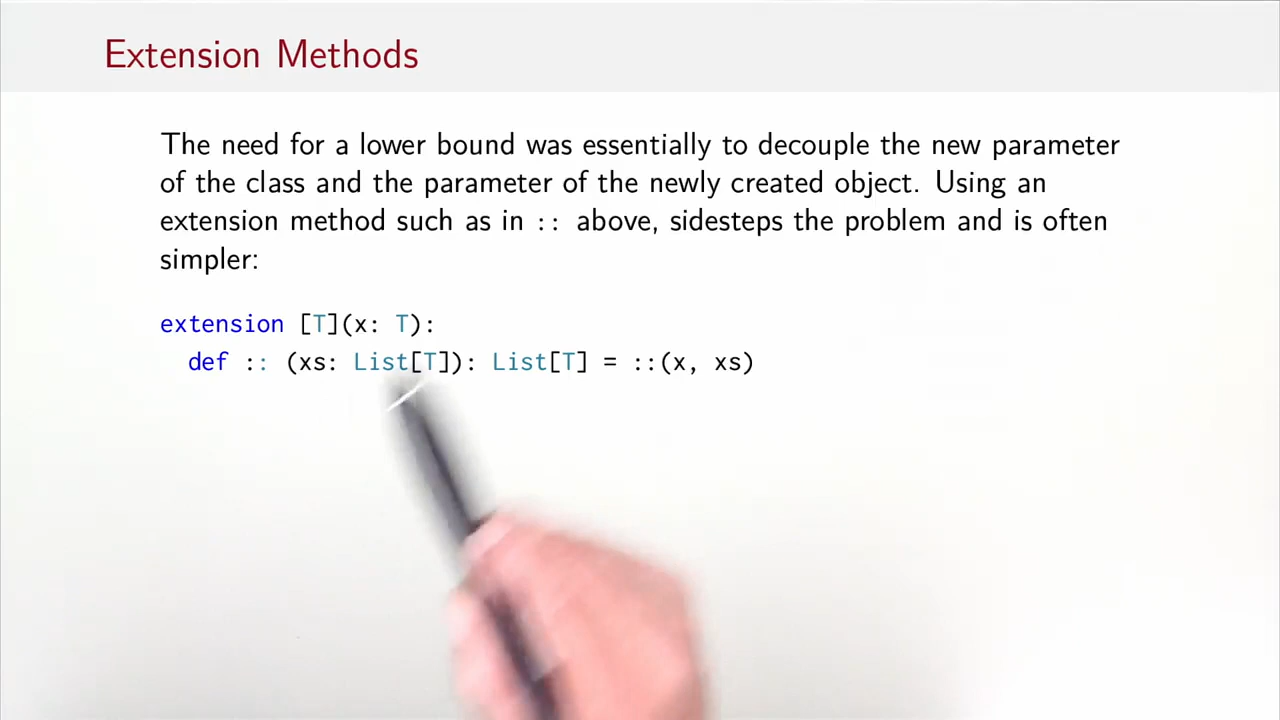 Extension Methods
The need for a lower bound was essentially to decouple the new parameter
of the class and the parameter of the newly created object. Using an
extension method such as in :: above, sidesteps the problem and is often
simpler:
extension [T](x: T):
def :: (xs: List[T]): List[T] = ::(x, xs)